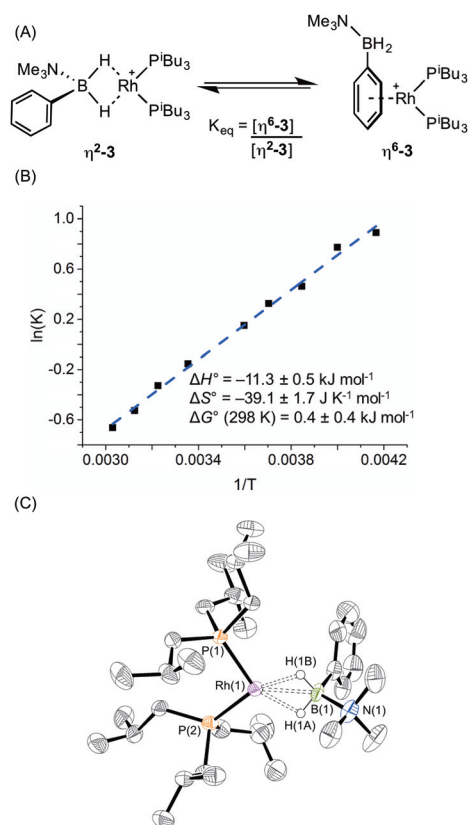 (A)
Me₃N
H
B
H
Rh
+
PiBu₃
PiBu₃
η²-3
Kₑq = [η⁶-3]
[η²-3]
Me₃N
BH₂
+
Rh
PiBu₃
PiBu₃
η⁶-3
(B)
ln(K)
1.0
0.6
0.2
-0.2
-0.6
ΔH° = –11.3 ± 0.5 kJ mol⁻¹
ΔS° = –39.1 ± 1.7 J K⁻¹ mol⁻¹
ΔG° (298 K) = 0.4 ± 0.4 kJ mol⁻¹
0.0030 0.0034 0.0038 0.0042
1/T
(C)
P(1)
H(1B)
Rh(1)
B(1)
N(1)
H(1A)
P(2)